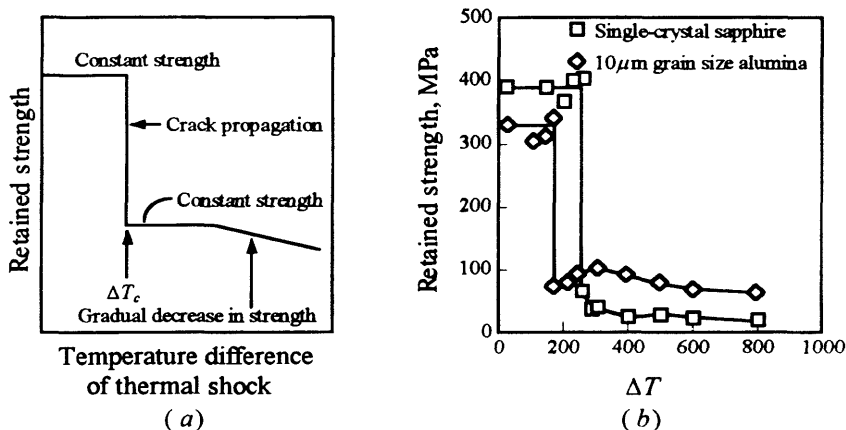 Constant strength
Crack propagation
Constant strength
ΔT_c
Gradual decrease in strength
Retained strength
Temperature difference
of thermal shock
(a)
500
400
300
200
100
0
Retained strength, MPa
Single-crystal sapphire
10μm grain size alumina
0 200 400 600 800 1000
ΔT
(b)